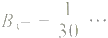 B = - 1/30 ⋯